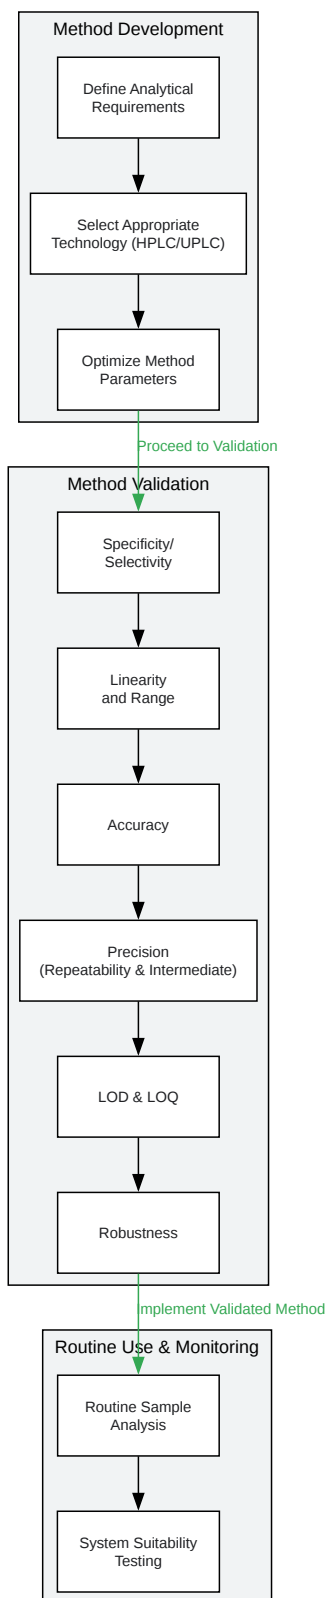 Method Development
Define Analytical
Requirements
Select Appropriate
Technology (HPLC/UPLC)
Optimize Method
Parameters
Proceed to Validation
Method Validation
Specificity/
Selectivity
Linearity
and Range
Accuracy
Precision
(Repeatability & Intermediate)
LOD & LOQ
Robustness
Implement Validated Method
Routine Use & Monitoring
Routine Sample
Analysis
System Suitability
Testing